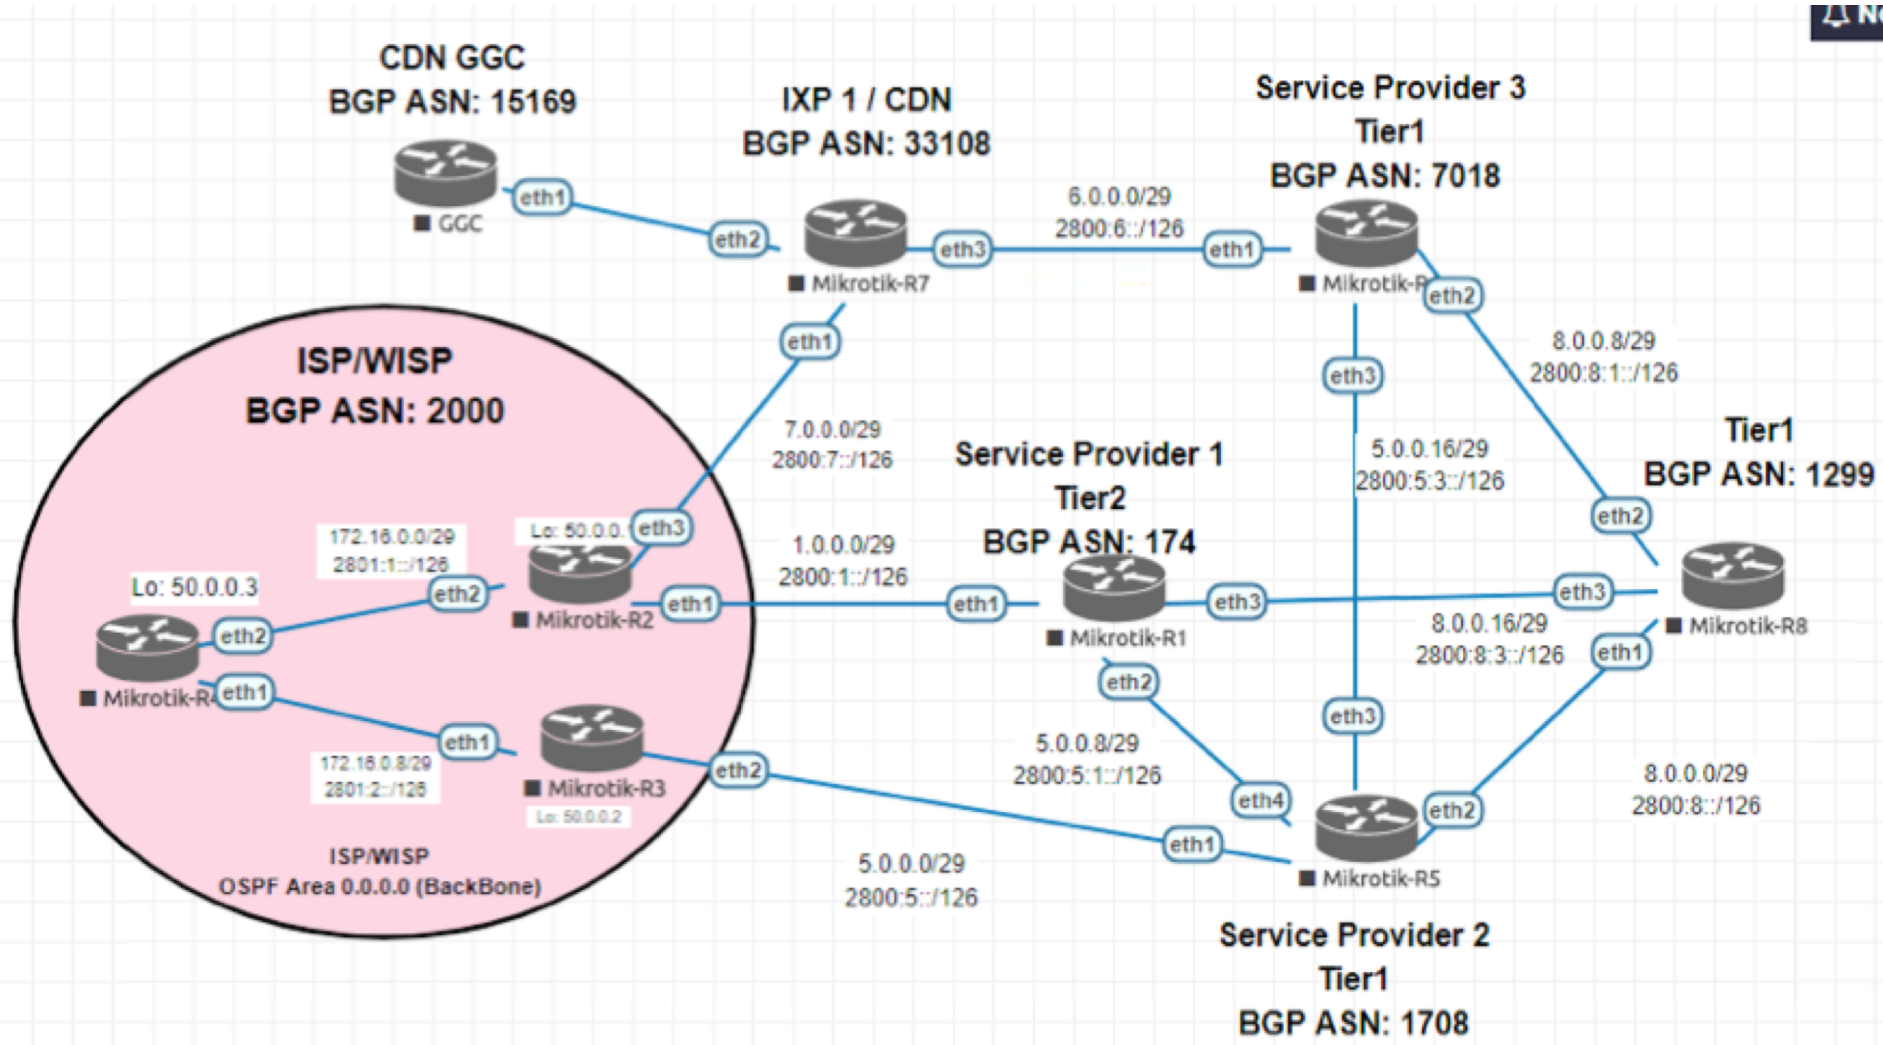 CDN GGC
BGP ASN: 15169
eth1
GGC
eth2
IXP 1 / CDN
BGP ASN: 33108
Mikrotik-R7
eth3
eth1
6.0.0.0/29
2800:6::/126
eth1
Service Provider 3
Tier1
BGP ASN: 7018
eth2
eth3
8.0.0.8/29
2800:8:1::/126
ISP/WISP
BGP ASN: 2000
7.0.0.0/29
2800:7::/126
5.0.0.16/29
2800:5:3::/126
Tier1
BGP ASN: 1299
eth2
Mikrotik-R8
eth3
eth1
Service Provider 1
Tier2
BGP ASN: 174
Mikrotik-R1
eth1
eth3
eth2
1.0.0.0/29
2800:1::/126
8.0.0.16/29
2800:8:3::/126
172.16.0.0/29
2801:1::/126
Lo: 50.0.0.
eth3
eth2
eth1
Mikrotik-R2
Lo: 50.0.0.3
eth2
Mikrotik-R4
eth1
eth1
172.16.0.8/29
2801:2::/126
Mikrotik-R3
Lo: 50.0.0.2
eth2
ISP/WISP
OSPF Area 0.0.0.0 (BackBone)
5.0.0.8/29
2800:5:1::/126
eth3
eth4
eth2
eth1
8.0.0.0/29
2800:8::/126
5.0.0.0/29
2800:5::/126
Mikrotik-R5
Service Provider 2
Tier1
BGP ASN: 1708